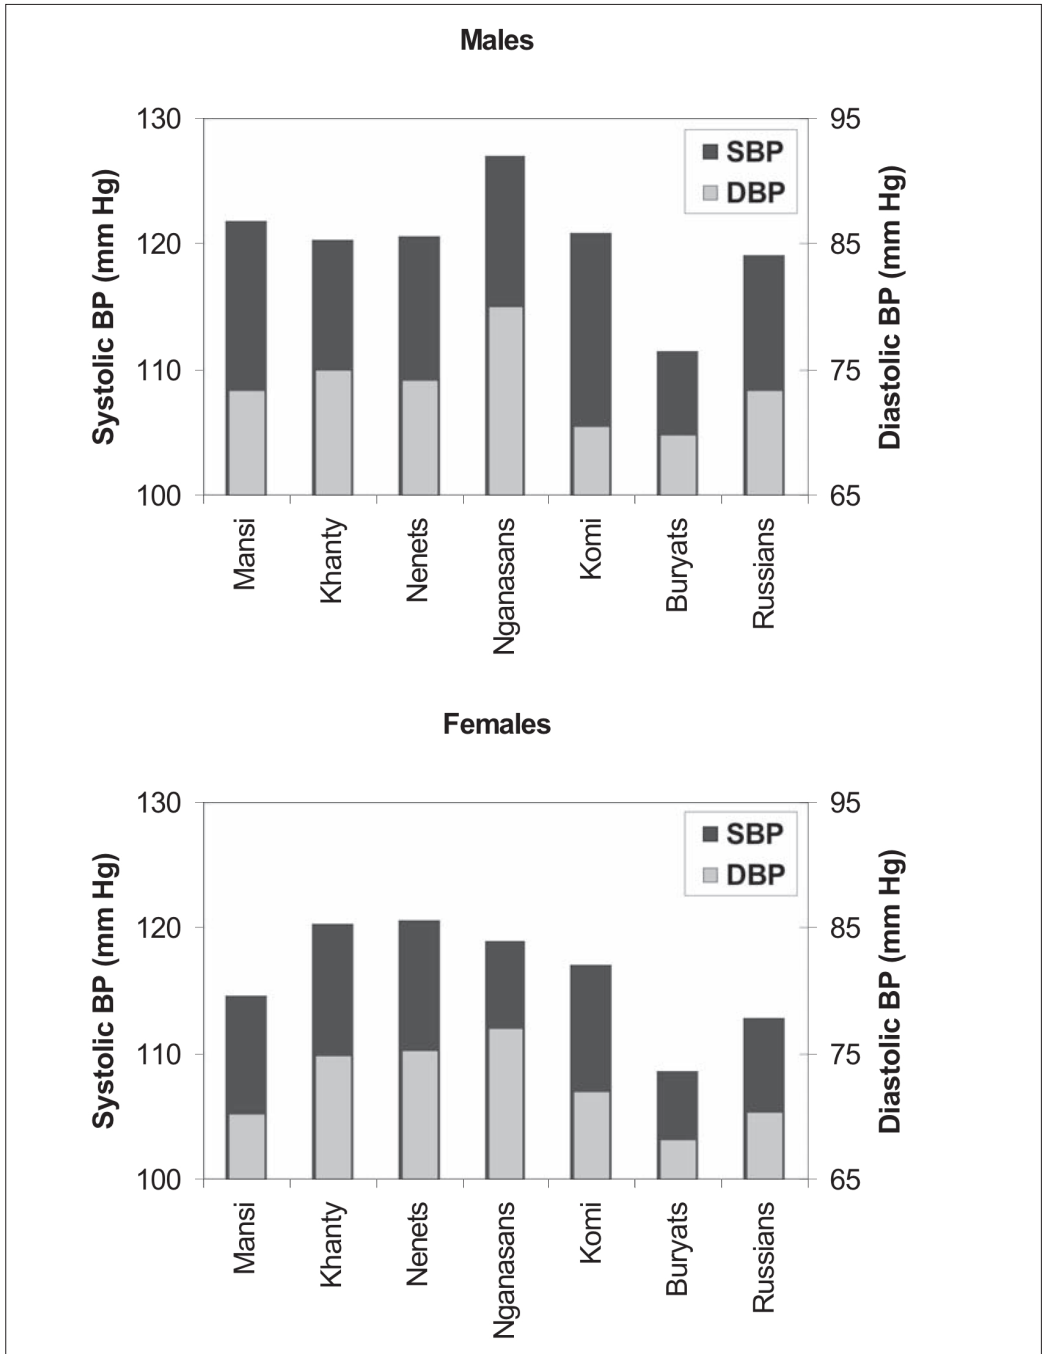 Males
130
120
110
100
Systolic BP (mm Hg)
95
85
75
65
Diastolic BP (mm Hg)
SBP
DBP
Mansi
Khanty
Nenets
Nganasans
Komi
Buryats
Russians
Females
130
120
110
100
Systolic BP (mm Hg)
95
85
75
65
Diastolic BP (mm Hg)
SBP
DBP
Mansi
Khanty
Nenets
Nganasans
Komi
Buryats
Russians